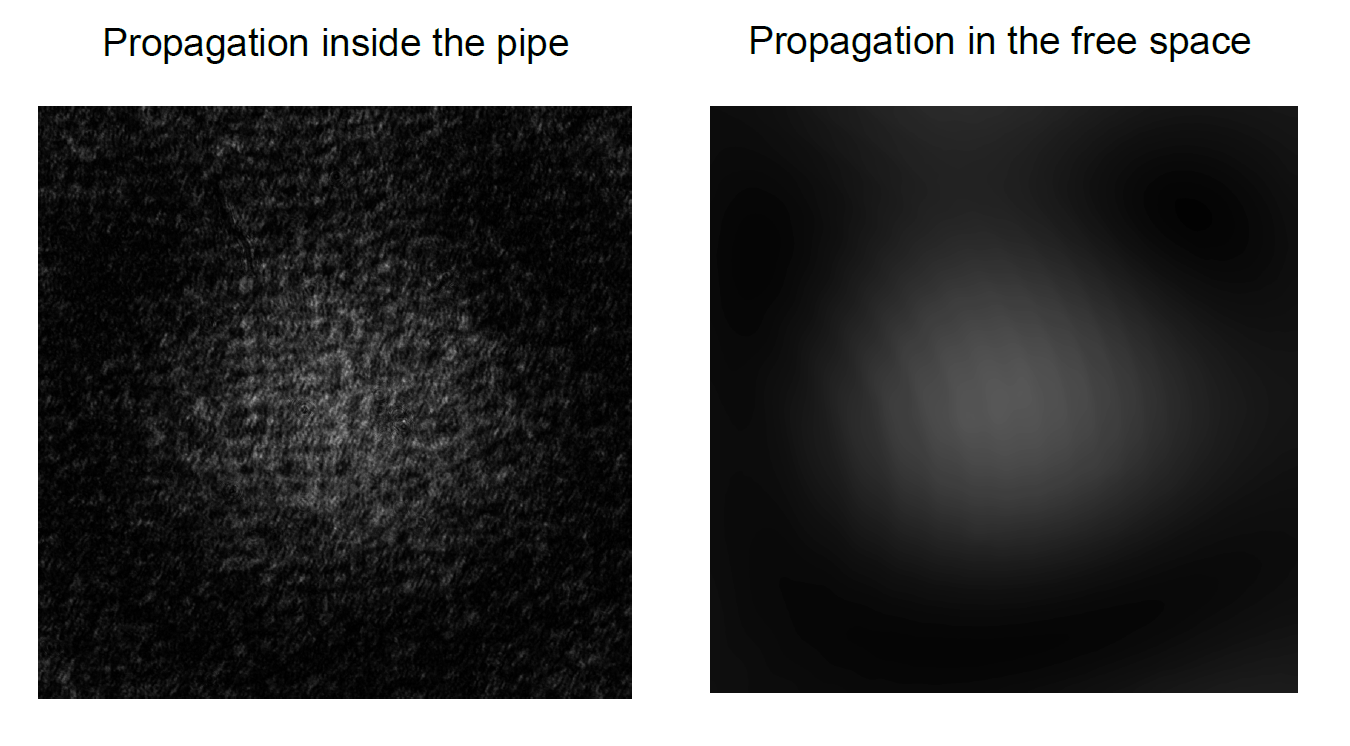 Propagation inside the pipe
Propagation in the free space